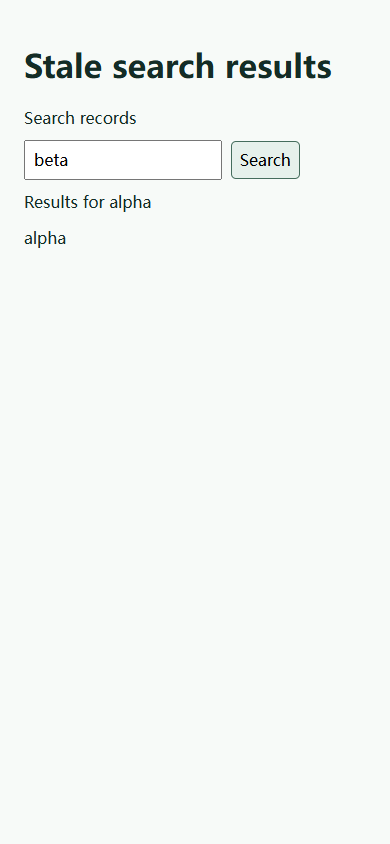 Stale search results
Search records
beta Search
Results for alpha
alpha